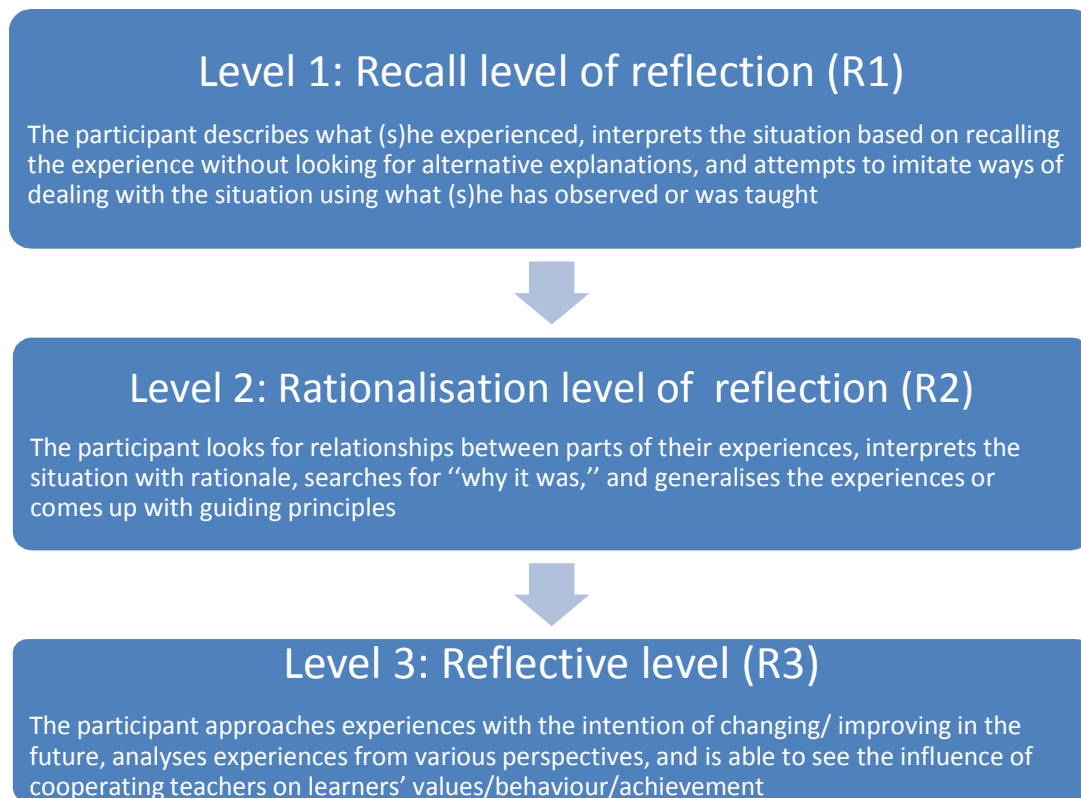 Level 1: Recall level of reflection (R1)
The participant describes what (s)he experienced, interprets the situation based on recalling
the experience without looking for alternative explanations, and attempts to imitate ways of
dealing with the situation using what (s)he has observed or was taught
Level 2: Rationalisation level of reflection (R2)
The participant looks for relationships between parts of their experiences, interprets the
situation with rationale, searches for ‘‘why it was,’’ and generalises the experiences or
comes up with guiding principles
Level 3: Reflective level (R3)
The participant approaches experiences with the intention of changing/ improving in the
future, analyses experiences from various perspectives, and is able to see the influence of
cooperating teachers on learners’ values/behaviour/achievement